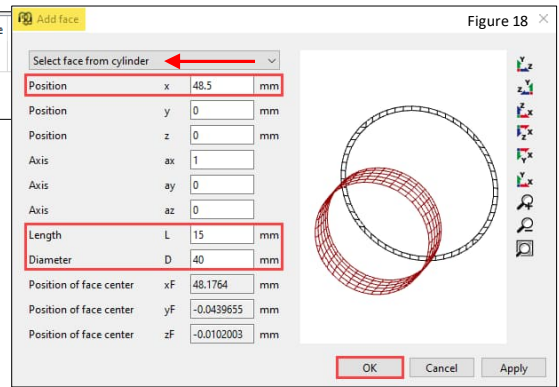 e
Add face
Figure 18
Select face from cylinder
Position x 48.5 mm
Position y 0 mm
Position z 0 mm
Axis ax 1
Axis ay 0
Axis az 0
Length L 15 mm
Diameter D 40 mm
Position of face center xF 48.1764 mm
Position of face center yF -0.0439655 mm
Position of face center zF -0.0102003 mm
Y z
z Y
Z x
x z
Y x
Y x
OK Cancel Apply